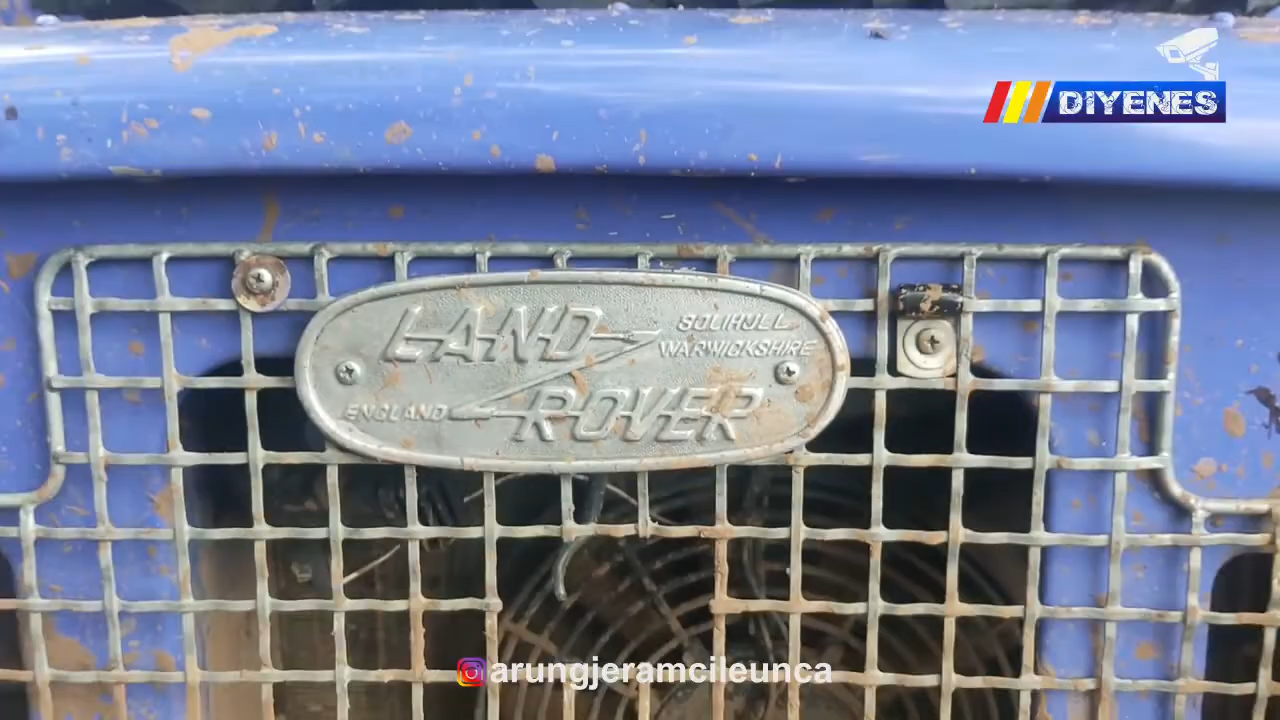 DIYENES
LAND
SOLIHULL
WARWICKSHIRE
ENGLAND
ROVER
arungjeramcileunca